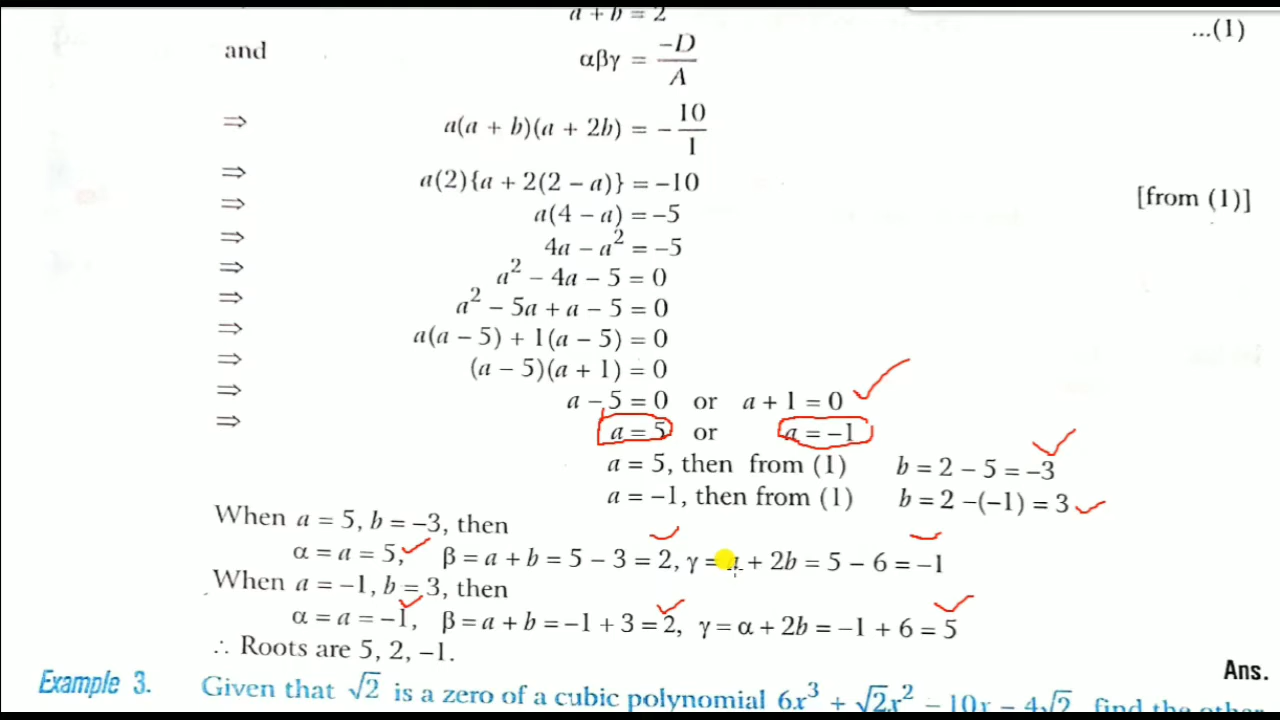 a + b = 2 ...(1)
and αβγ = −D/A
⇒ a(a + b)(a + 2b) = − 10/1
⇒ a(2){a + 2(2 − a)} = −10 [from (1)]
⇒ a(4 − a) = −5
⇒ 4a − a² = −5
⇒ a² − 4a − 5 = 0
⇒ a² − 5a + a − 5 = 0
⇒ a(a − 5) + 1(a − 5) = 0
⇒ (a − 5)(a + 1) = 0
⇒ a − 5 = 0 or a + 1 = 0
⇒ a = 5 or a = −1
a = 5, then from (1) b = 2 − 5 = −3
a = −1, then from (1) b = 2 −(−1) = 3
When a = 5, b = −3, then
α = a = 5, β = a + b = 5 − 3 = 2, γ = a + 2b = 5 − 6 = −1
When a = −1, b = 3, then
α = a = −1, β = a + b = −1 + 3 = 2, γ = α + 2b = −1 + 6 = 5
∴ Roots are 5, 2, −1.
Ans.
Example 3. Given that √2 is a zero of a cubic polynomial 6x³ + √2x² − 10x − 4√2, find the other